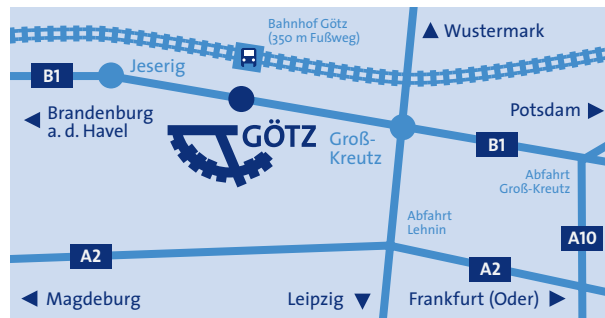 Bahnhof Götz
(350 m Fußweg)
Wustermark
Jeserig
B1
Brandenburg
a. d. Havel
GÖTZ
Groß-
Kreutz
Potsdam
B1
Abfahrt
Groß-Kreutz
Abfahrt
Lehnin
A10
A2
A2
Magdeburg
Leipzig
Frankfurt (Oder)